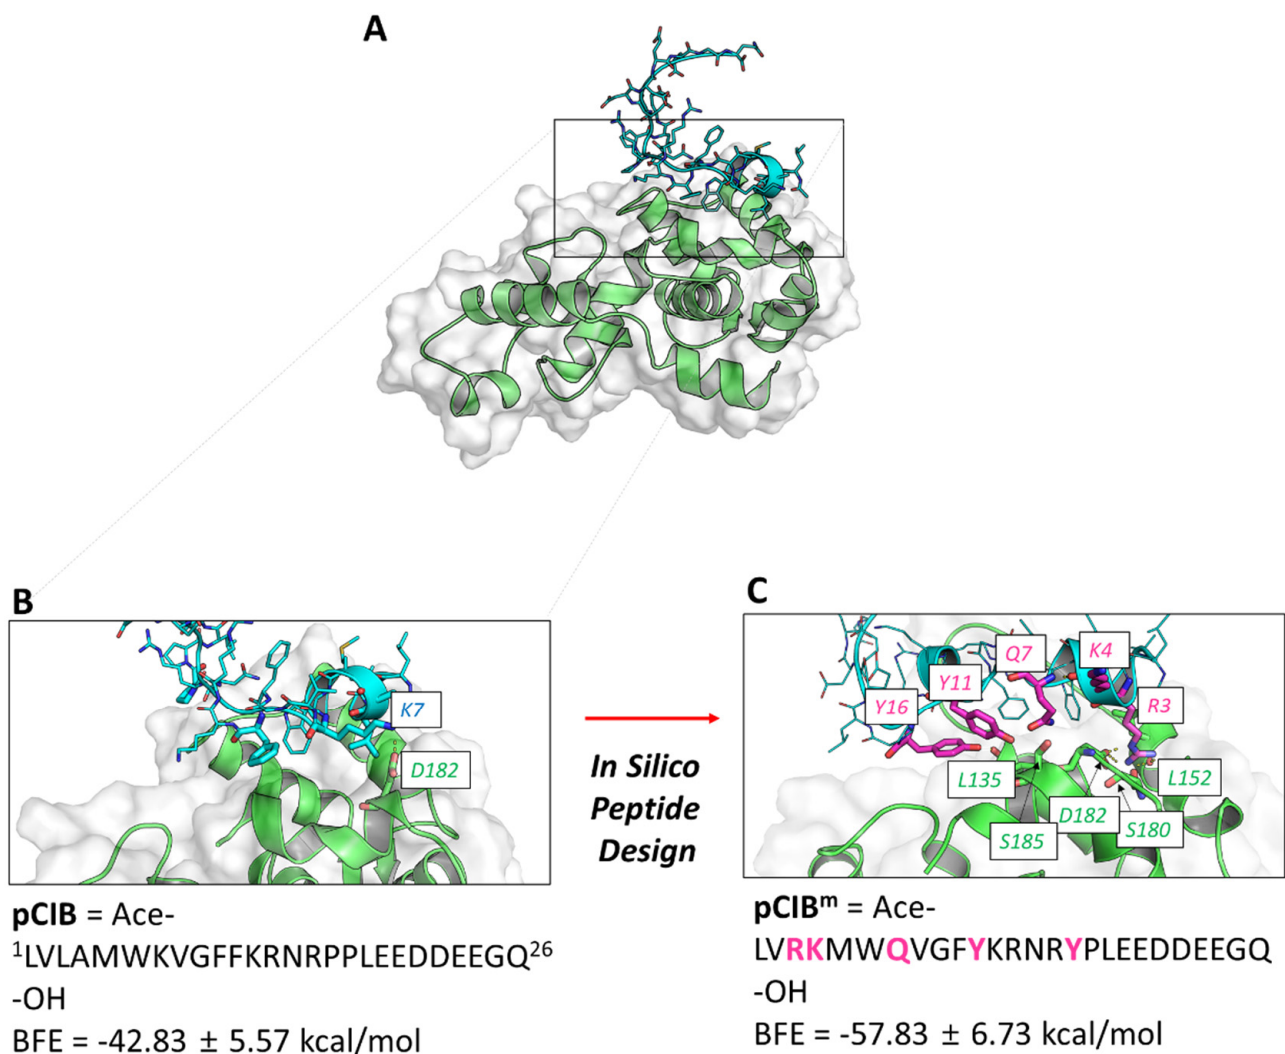 A
B
K7
D182
In Silico
Peptide
Design
C
Q7
K4
Y11
Y16
R3
L135
L152
D182
S180
S185
pCIB = Ace-
¹LVLAMWKVGFFKRNRPPLEEDDEEGQ²⁶
-OH
BFE = -42.83 ± 5.57 kcal/mol
pCIBᵐ = Ace-
LVRKMWQVGFYKRNRYPLEEDDEEGQ
-OH
BFE = -57.83 ± 6.73 kcal/mol